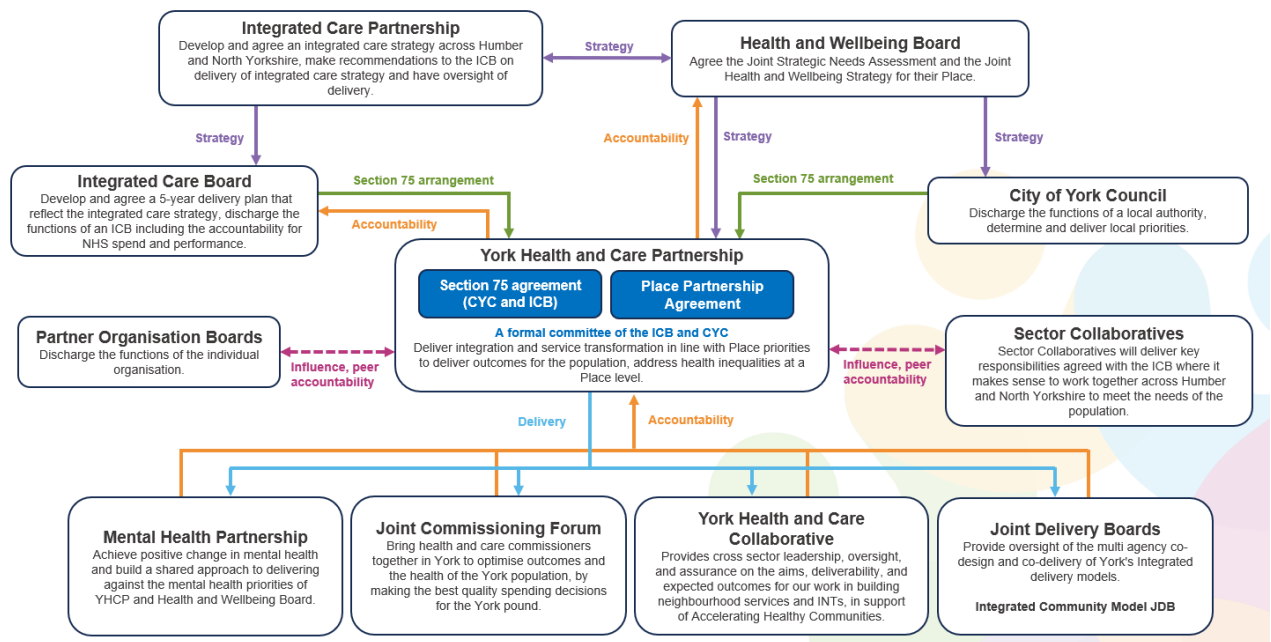 Integrated Care Partnership
Develop and agree an integrated care strategy across Humber
and North Yorkshire, make recommendations to the ICB on
delivery of integrated care strategy and have oversight of
delivery.
Strategy
Health and Wellbeing Board
Agree the Joint Strategic Needs Assessment and the Joint
Health and Wellbeing Strategy for their Place.
Strategy
Accountability
Strategy
Strategy
Integrated Care Board
Develop and agree a 5-year delivery plan that
reflect the integrated care strategy, discharge the
functions of an ICB including the accountability for
NHS spend and performance.
Section 75 arrangement
Accountability
Section 75 arrangement
City of York Council
Discharge the functions of a local authority,
determine and deliver local priorities.
York Health and Care Partnership
Section 75 agreement
(CYC and ICB)
Place Partnership
Agreement
A formal committee of the ICB and CYC
Deliver integration and service transformation in line with Place priorities
to deliver outcomes for the population, address health inequalities at a
Place level.
Partner Organisation Boards
Discharge the functions of the individual
organisation.
Influence, peer
accountability
Influence, peer
accountability
Sector Collaboratives
Sector Collaboratives will deliver key
responsibilities agreed with the ICB where it
makes sense to work together across Humber
and North Yorkshire to meet the needs of the
population.
Delivery
Accountability
Mental Health Partnership
Achieve positive change in mental health
and build a shared approach to delivering
against the mental health priorities of
YHCP and Health and Wellbeing Board.
Joint Commissioning Forum
Bring health and care commissioners
together in York to optimise outcomes and
the health of the York population, by
making the best quality spending decisions
for the York pound.
York Health and Care
Collaborative
Provides cross sector leadership, oversight,
and assurance on the aims, deliverability, and
expected outcomes for our work in building
neighbourhood services and INTs, in support
of Accelerating Healthy Communities.
Joint Delivery Boards
Provide oversight of the multi agency co-
design and co-delivery of York's Integrated
delivery models.
Integrated Community Model JDB